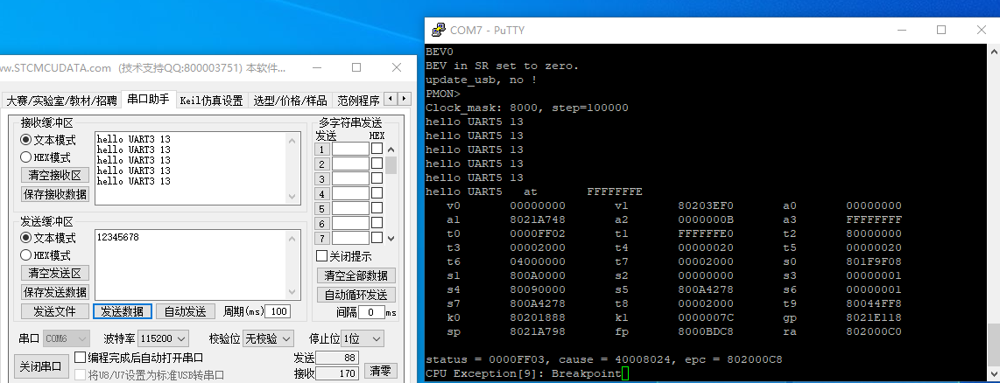 ww.STCMCUDATA.com (技术支持QQ:800003751) 本软件...
大赛/实验室/教材/招聘 串口助手 Keil仿真设置 选型/价格/样品 范例程序
接收缓冲区
文本模式
HEX模式
清空接收区
保存接收数据
hello UART3 13
hello UART3 13
hello UART3 13
hello UART3 13
多字符串发送
发送 HEX
1
2
3
4
5
6
7
关闭提示
清空全部数据
自动循环发送
间隔 0 ms
发送缓冲区
文本模式
HEX模式
清空发送区
保存发送数据
12345678
发送文件 发送数据 自动发送 周期(ms) 100
串口 COM6 波特率 115200 校验位 无校验 停止位 1位
关闭串口
编程完成后自动打开串口
将U8/U7设置为标准USB转串口
发送 88
接收 170
清零
COM7 - PuTTY
BEV0
BEV in SR set to zero.
update_usb, no !
PMON>
Clock_mask: 8000, step=100000
hello UART5 13
hello UART5 13
hello UART5 13
hello UART5 13
hello UART5 13
hello UART5 at FFFFFFFE
v0 00000000 v1 80203EF0 a0 00000000
a1 8021A748 a2 0000000B a3 FFFFFFFF
t0 0000FF02 t1 FFFFFFE0 t2 80000000
t3 00002000 t4 00000020 t5 00000020
t6 04000000 t7 00002000 s0 801F9F08
s1 800A0000 s2 00000000 s3 00000001
s4 80090000 s5 800A4278 s6 00000001
s7 800A4278 t8 00002000 t9 80044FF8
k0 80201888 k1 0000007C gp 8021E118
sp 8021A798 fp 8000BDC8 ra 802000C0
status = 0000FF03, cause = 40008024, epc = 802000C8
CPU Exception[9]: Breakpoint